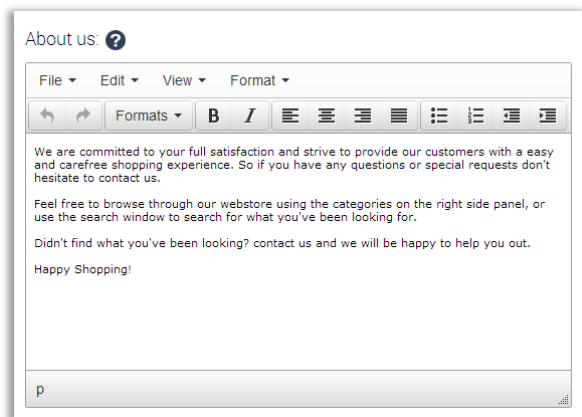 About us: ?
File Edit View Format
Formats B I
We are committed to your full satisfaction and strive to provide our customers with a easy
and carefree shopping experience. So if you have any questions or special requests don't
hesitate to contact us.
Feel free to browse through our webstore using the categories on the right side panel, or
use the search window to search for what you've been looking for.
Didn't find what you've been looking? contact us and we will be happy to help you out.
Happy Shopping!
p